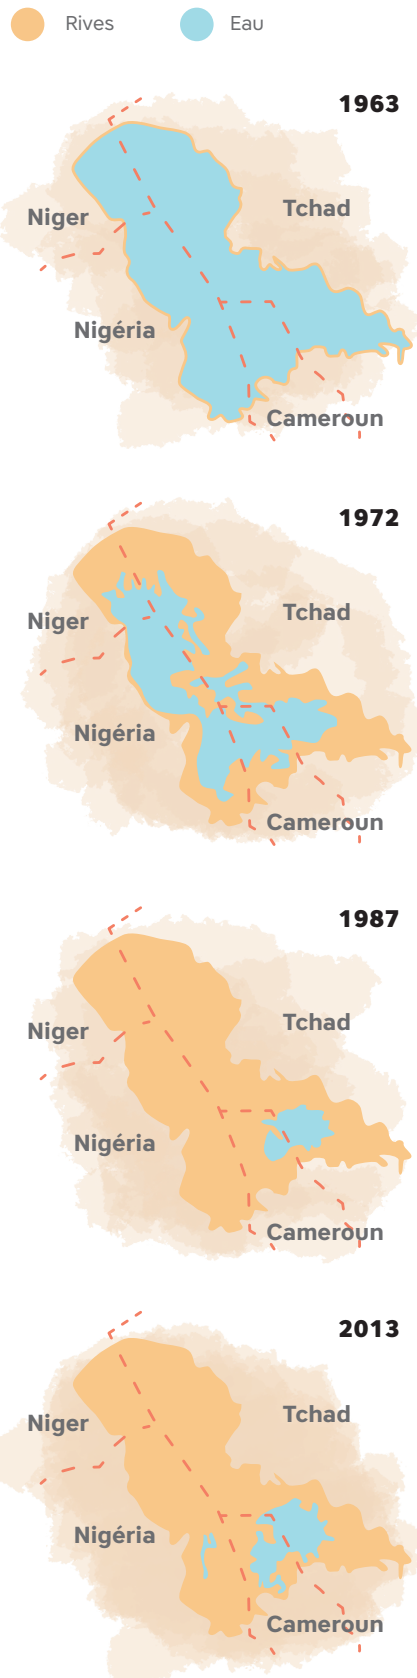 Rives
Eau
1963
Niger
Tchad
Nigéria
Cameroun
1972
Niger
Tchad
Nigéria
Cameroun
1987
Niger
Tchad
Nigéria
Cameroun
2013
Niger
Tchad
Nigéria
Cameroun